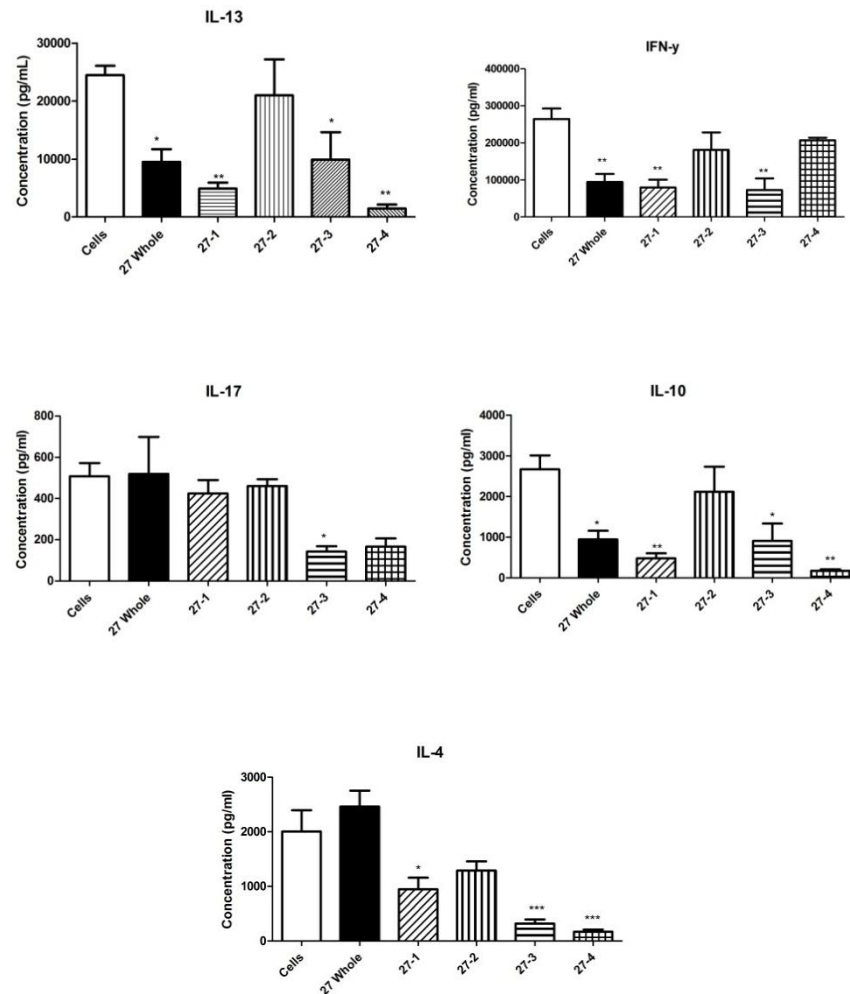 IL-13
Concentration (pg/mL)
30000
20000
10000
0
*
**
*
**
Cells
27 Whole
27-1
27-2
27-3
27-4
IFN-y
Concentration (pg/ml)
400000
300000
200000
100000
0
**
**
**
Cells
27 Whole
27-1
27-2
27-3
27-4
IL-17
Concentration (pg/ml)
800
600
400
200
0
*
Cells
27 Whole
27-1
27-2
27-3
27-4
IL-10
Concentration (pg/ml)
4000
3000
2000
1000
0
*
**
*
**
Cells
27 Whole
27-1
27-2
27-3
27-4
IL-4
Concentration (pg/ml)
3000
2000
1000
0
*
***
***
Cells
27 Whole
27-1
27-2
27-3
27-4